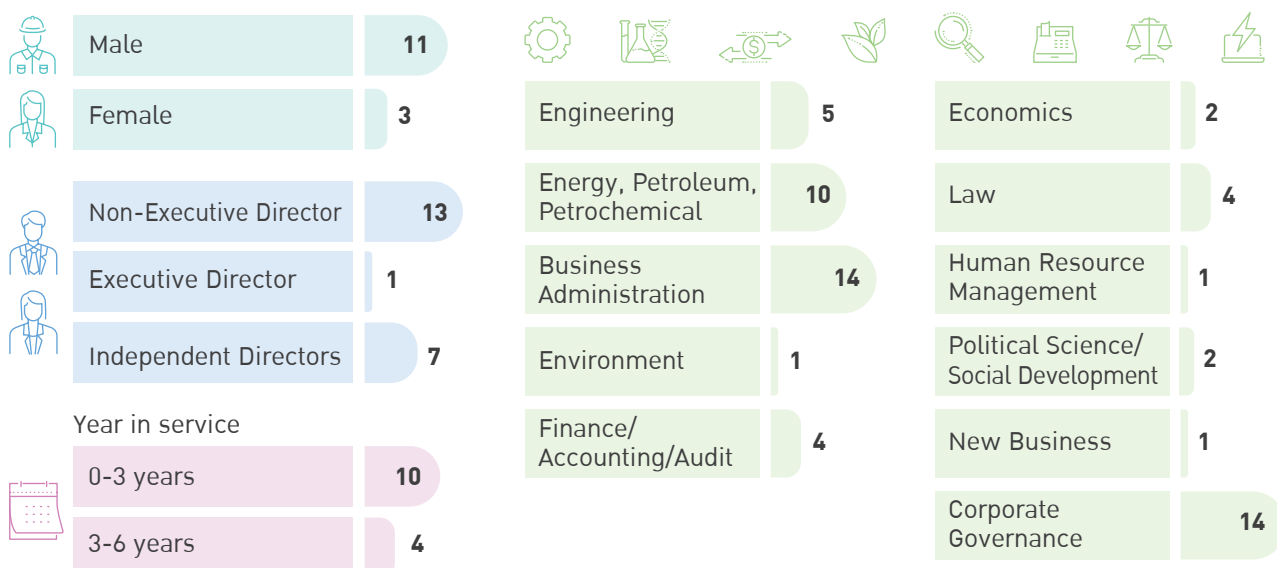 Male 11
Female 3
Non-Executive Director 13
Executive Director 1
Independent Directors 7
Year in service
0-3 years 10
3-6 years 4
$
Engineering 5
Energy, Petroleum,
Petrochemical 10
Business
Administration 14
Environment 1
Finance/
Accounting/Audit 4
Economics 2
Law 4
Human Resource
Management 1
Political Science/
Social Development 2
New Business 1
Corporate
Governance 14